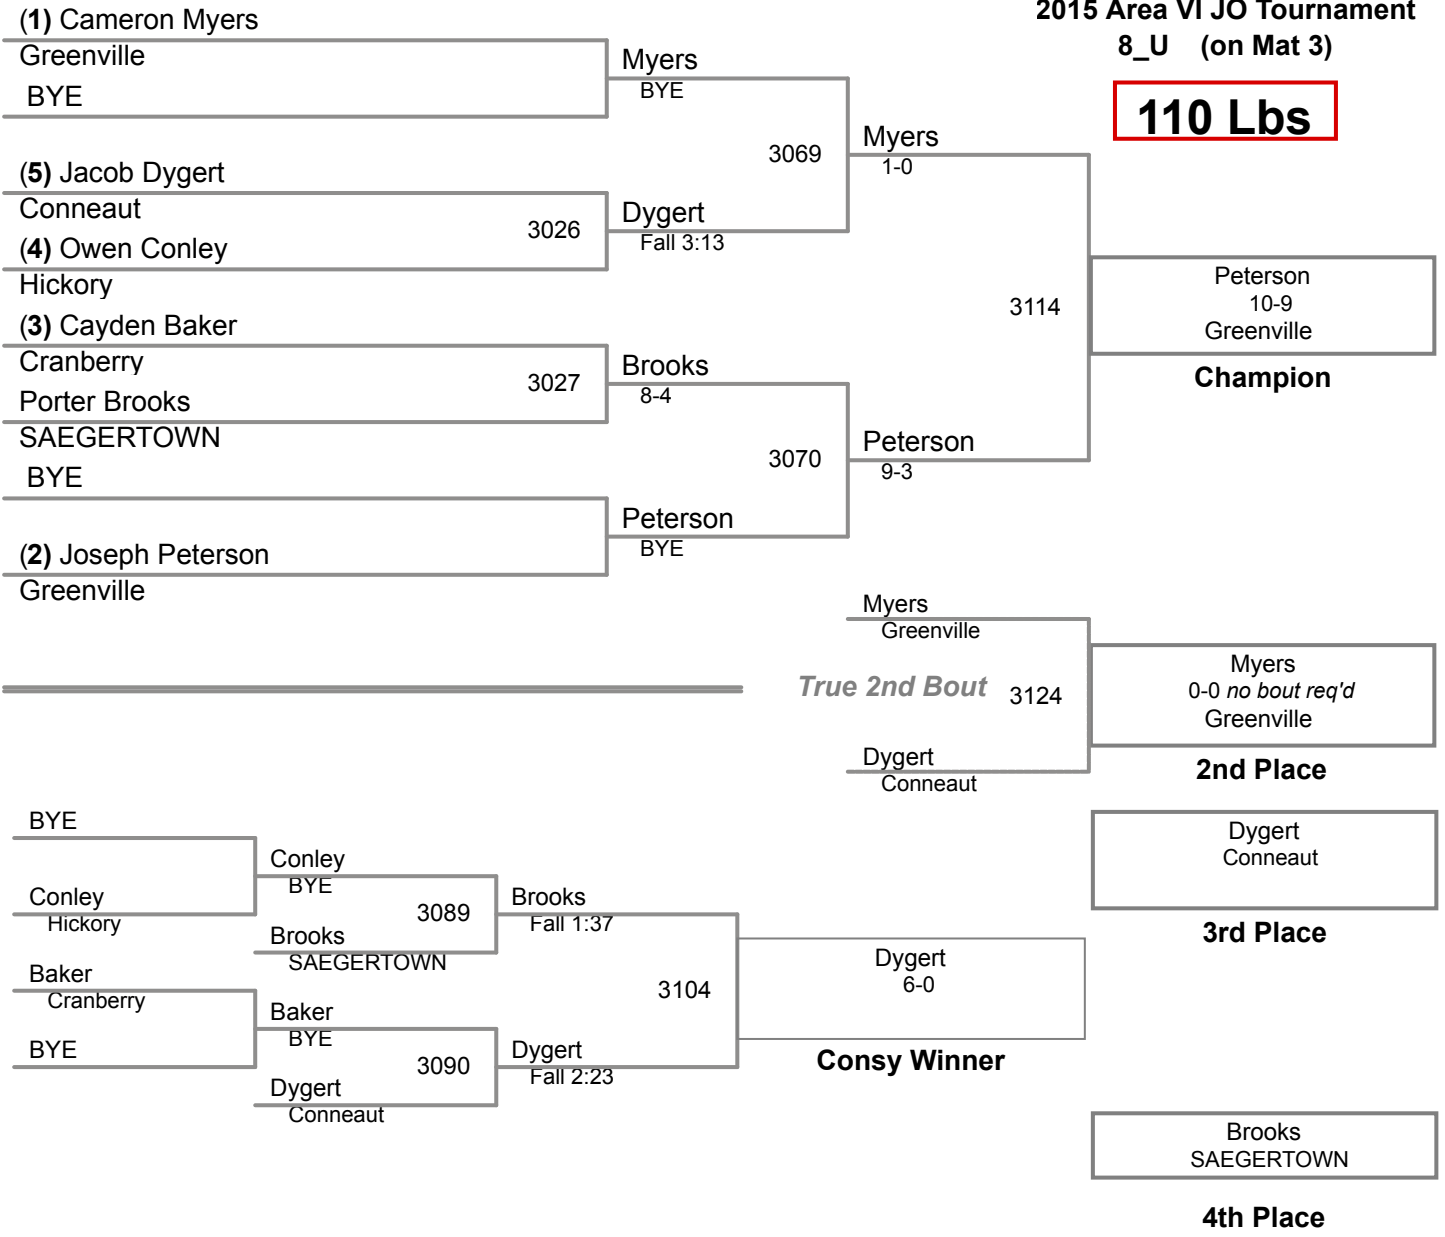 2015 Area VI JO Tournament
8_U (on Mat 3)
110 Lbs
(1) Cameron Myers
Greenville
BYE
(5) Jacob Dygert
Conneaut
(4) Owen Conley
Hickory
(3) Cayden Baker
Cranberry
Porter Brooks
SAEGERTOWN
BYE
(2) Joseph Peterson
Greenville
3026
3027
Myers
BYE
Dygert
Fall 3:13
Brooks
8-4
Peterson
BYE
3069
3070
Myers
1-0
Peterson
9-3
3114
Peterson
10-9
Greenville
Champion
Myers
Greenville
True 2nd Bout
3124
Dygert
Conneaut
Myers
0-0 no bout req'd
Greenville
2nd Place
BYE
Conley
Hickory
Baker
Cranberry
BYE
Conley
BYE
3089
Brooks
SAEGERTOWN
Baker
BYE
3090
Dygert
Conneaut
Brooks
Fall 1:37
3104
Dygert
Fall 2:23
Dygert
6-0
Consy Winner
Dygert
Conneaut
3rd Place
Brooks
SAEGERTOWN
4th Place